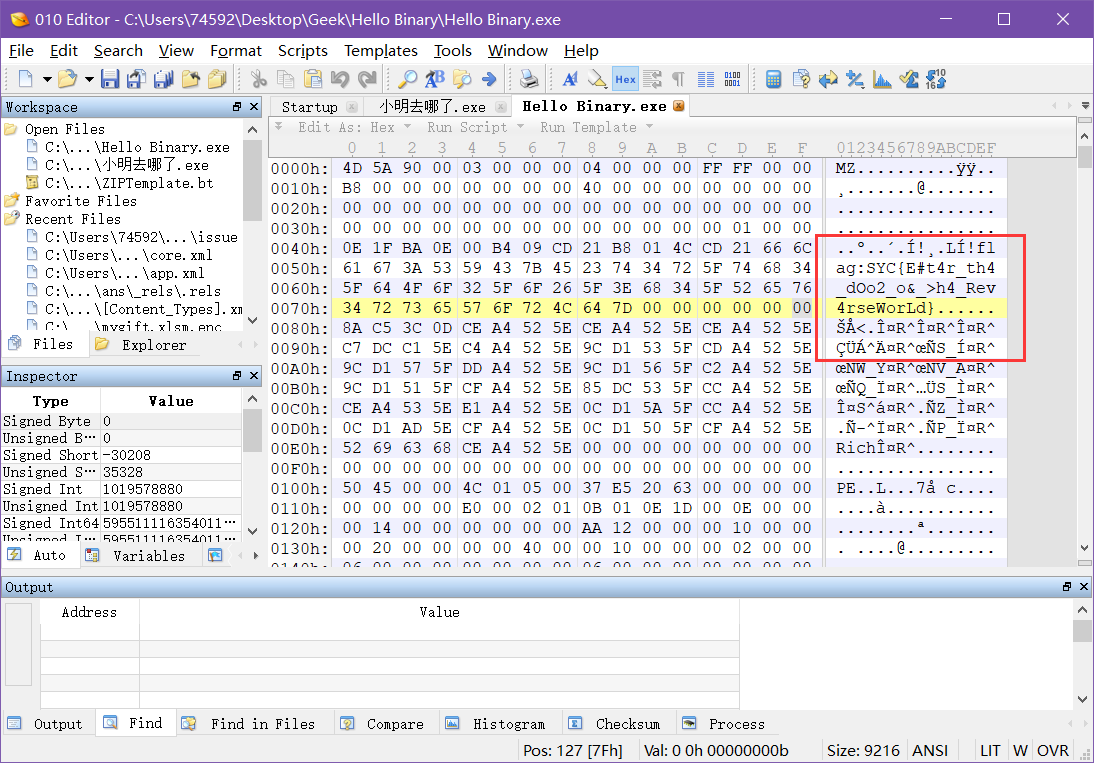 010 Editor - C:\Users\74592\Desktop\Geek\Hello Binary\Hello Binary.exe
File Edit Search View Format Scripts Templates Tools Window Help
Workspace
Open Files
C:\...\Hello Binary.exe
C:\...\小明去哪了.exe
C:\...\ZIPTemplate.bt
Favorite Files
Recent Files
C:\Users\74592\...\issue
C:\Users\...\core.xml
C:\Users\...\app.xml
C:\...\ans\_rels\.rels
C:\...\[Content_Types].xm
C:\...\mygift.xlsm.enc
Files Explorer
Inspector
Type Value
Signed Byte 0
Unsigned B··· 0
Signed Short -30208
Unsigned S··· 35328
Signed Int 1019578880
Unsigned Int 1019578880
Signed Int64 595511116354011···
Unsigned I··· 595511116354011···
Auto Variables
Startup 小明去哪了.exe Hello Binary.exe
Edit As: Hex Run Script Run Template
0 1 2 3 4 5 6 7 8 9 A B C D E F 0123456789ABCDEF
0000h: 4D 5A 90 00 03 00 00 00 04 00 00 00 FF FF 00 00 MZ..........ÿÿ..
0010h: B8 00 00 00 00 00 00 00 40 00 00 00 00 00 00 00 ¸.......@.......
0020h: 00 00 00 00 00 00 00 00 00 00 00 00 00 00 00 00 ................
0030h: 00 00 00 00 00 00 00 00 00 00 00 00 00 01 00 00 ................
0040h: 0E 1F BA 0E 00 B4 09 CD 21 B8 01 4C CD 21 66 6C ..º..´.Í!¸.LÍ!fl
0050h: 61 67 3A 53 59 43 7B 45 23 74 34 72 5F 74 68 34 ag:SYC{E#t4r_th4
0060h: 5F 64 4F 6F 32 5F 6F 26 5F 3E 68 34 5F 52 65 76 _dOo2_o&_>h4_Rev
0070h: 34 72 73 65 57 6F 72 4C 64 7D 00 00 00 00 00 00 4rseWorLd}......
0080h: 8A C5 3C 0D CE A4 52 5E CE A4 52 5E CE A4 52 5E ŠÅ<.Î¤R^Î¤R^Î¤R^
0090h: C7 DC C1 5E C4 A4 52 5E 9C D1 53 5F CD A4 52 5E ÇÜÁ^Ä¤R^œÑS_Í¤R^
00A0h: 9C D1 57 5F DD A4 52 5E 9C D1 56 5F C2 A4 52 5E œÑW_Ý¤R^œÑV_Â¤R^
00B0h: 9C D1 51 5F CF A4 52 5E 85 DC 53 5F CC A4 52 5E œÑQ_Ï¤R^…ÜS_Ì¤R^
00C0h: CE A4 53 5E E1 A4 52 5E 0C D1 5A 5F CC A4 52 5E Î¤S^á¤R^.ÑZ_Ì¤R^
00D0h: 0C D1 AD 5E CF A4 52 5E 0C D1 50 5F CF A4 52 5E .Ñ-^Ï¤R^.ÑP_Ï¤R^
00E0h: 52 69 63 68 CE A4 52 5E 00 00 00 00 00 00 00 00 RichÎ¤R^........
00F0h: 00 00 00 00 00 00 00 00 00 00 00 00 00 00 00 00 ................
0100h: 50 45 00 00 4C 01 05 00 37 E5 20 63 00 00 00 00 PE..L...7å c....
0110h: 00 00 00 00 E0 00 02 01 0B 01 0E 1D 00 0E 00 00 ....à...........
0120h: 00 14 00 00 00 00 00 00 AA 12 00 00 00 10 00 00 ........ª.......
0130h: 00 20 00 00 00 00 40 00 00 10 00 00 00 02 00 00 . ....@.........
0140h: 06 00 00 00 00 00 00 00 06 00 00 00 00 00 00 00
Output
Address Value
Output Find Find in Files Compare Histogram Checksum Process
Pos: 127 [7Fh] Val: 0 0h 00000000b Size: 9216 ANSI LIT W OVR